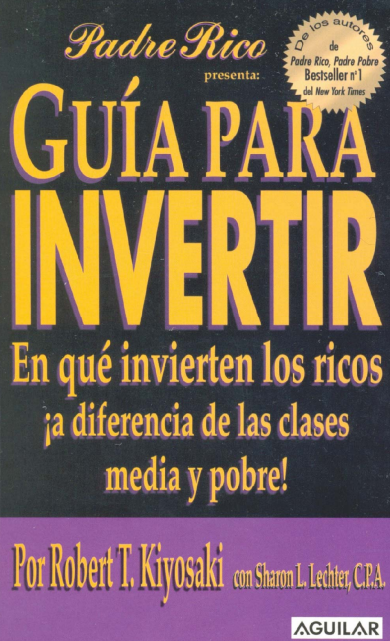 Padre Rico
presenta:
De los autores
de
Padre Rico, Padre Pobre
Bestseller nº1
del New York Times
GUÍA PARA
INVERTIR
En qué invierten los ricos
¡a diferencia de las clases
media y pobre!
Por Robert T. Kiyosaki con Sharon L. Lechter, C.P.A.
AGUILAR